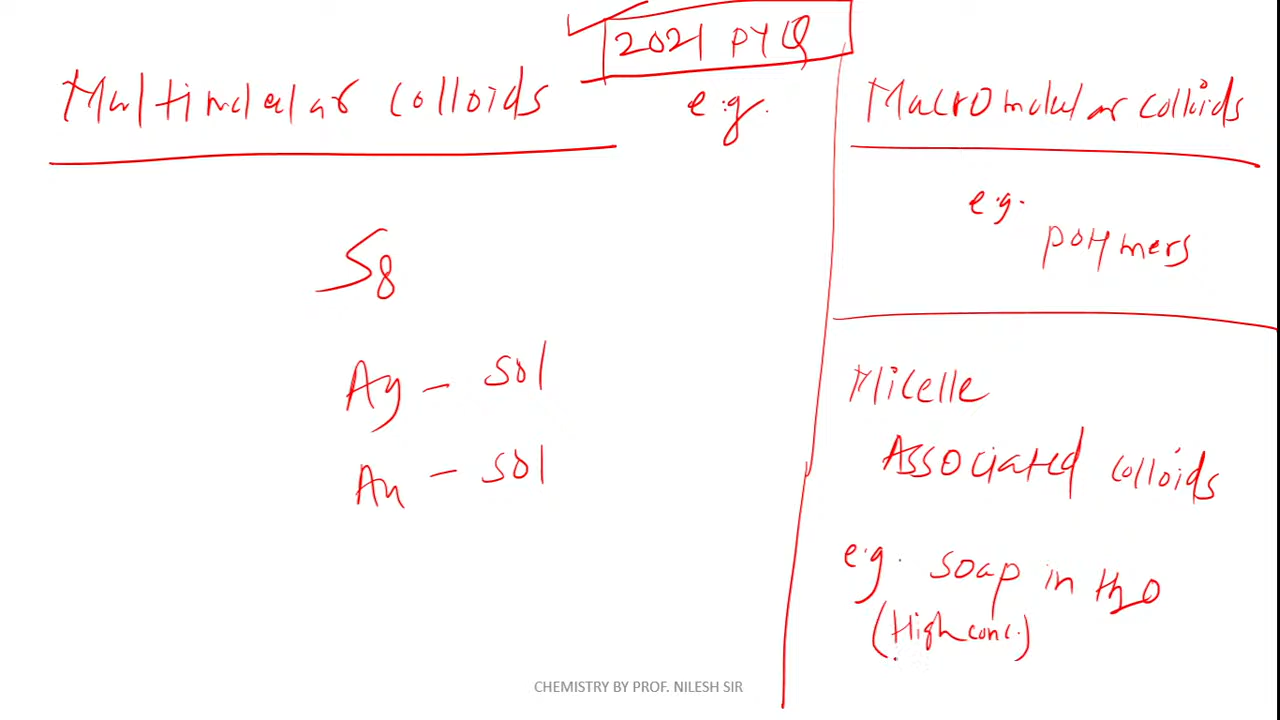 2021 PYQ
Multimolecular colloids e.g.
S8
Ag - sol
Au - sol
Macromolecular colloids
e.g.
polymers
Micelle
Associated colloids
e.g. soap in H2O
(High conc.)
CHEMISTRY BY PROF. NILESH SIR